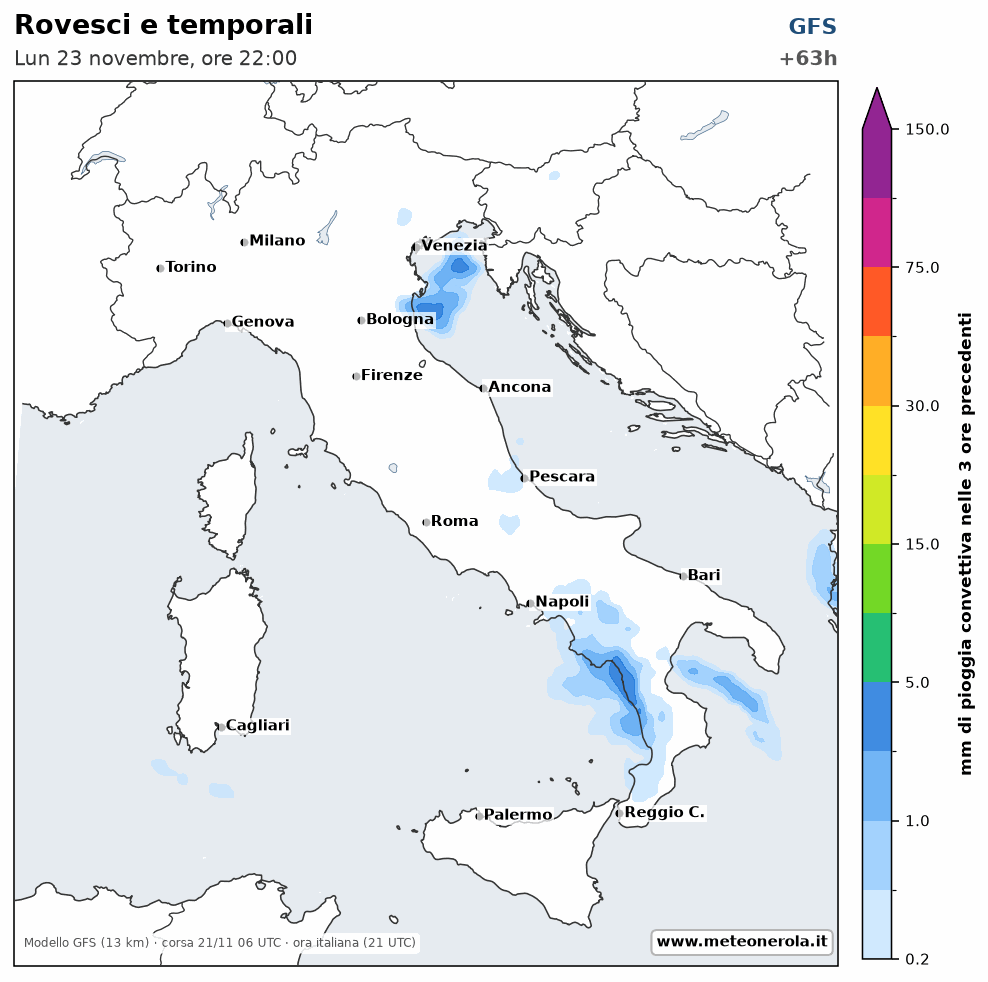 Rovesci e temporali
GFS
Lun 23 novembre, ore 22:00
+63h
Milano
Venezia
Torino
Genova
Bologna
Firenze
Ancona
Pescara
Roma
Bari
Napoli
Cagliari
Palermo
Reggio C.
Modello GFS (13 km) · corsa 21/11 06 UTC · ora italiana (21 UTC)
www.meteonerola.it
150.0
75.0
30.0
15.0
5.0
1.0
0.2
mm di pioggia convettiva nelle 3 ore precedenti